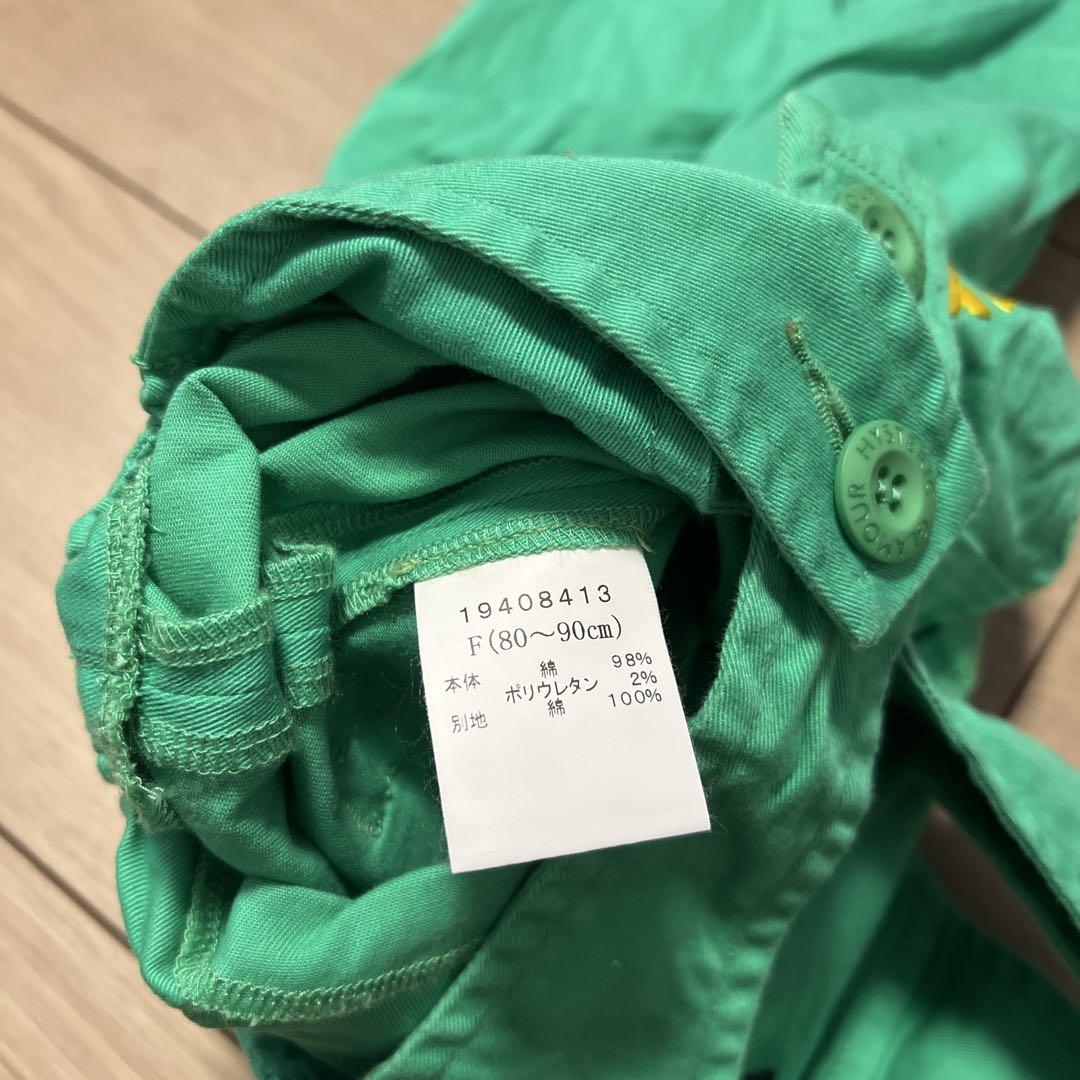 19408413
F(80～90㎝)
本体 綿 98%
ポリウレタン 2%
別地 綿 100%
HYSTERIC GLAMOUR